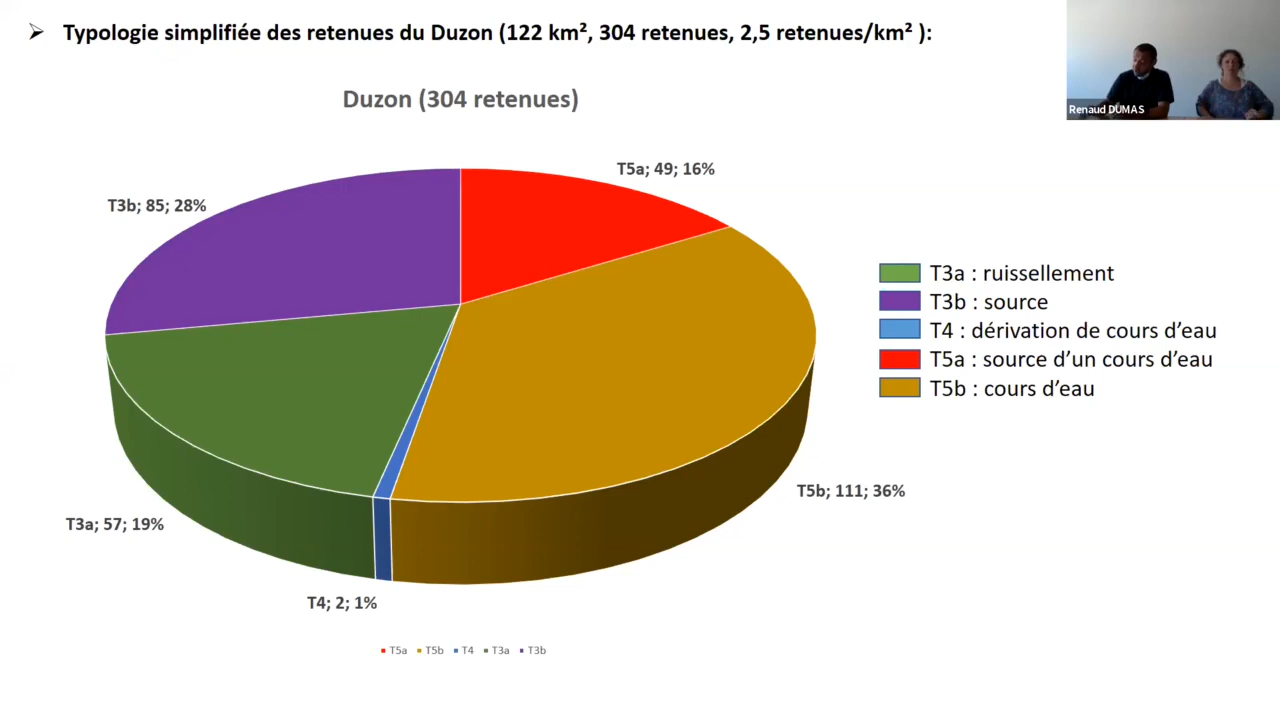 Typologie simplifiée des retenues du Duzon (122 km², 304 retenues, 2,5 retenues/km² ):
Renaud DUMAS
Duzon (304 retenues)
T5a; 49; 16%
T3b; 85; 28%
T3a : ruissellement
T3b : source
T4 : dérivation de cours d’eau
T5a : source d’un cours d’eau
T5b : cours d’eau
T5b; 111; 36%
T3a; 57; 19%
T4; 2; 1%
T5a T5b T4 T3a T3b